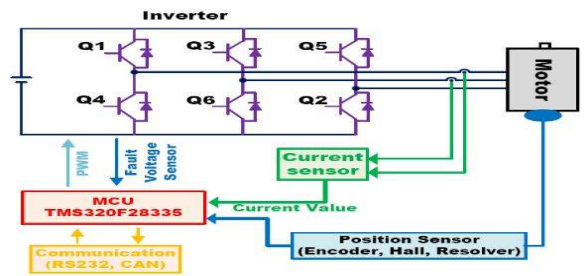 Inverter
Q1
Q3
Q5
Q4
Q6
Q2
Motor
PWM
Fault
Voltage
Sensor
Current
sensor
MCU
TMS320F28335
Current Value
Communication
(RS232, CAN)
Position Sensor
(Encoder, Hall, Resolver)